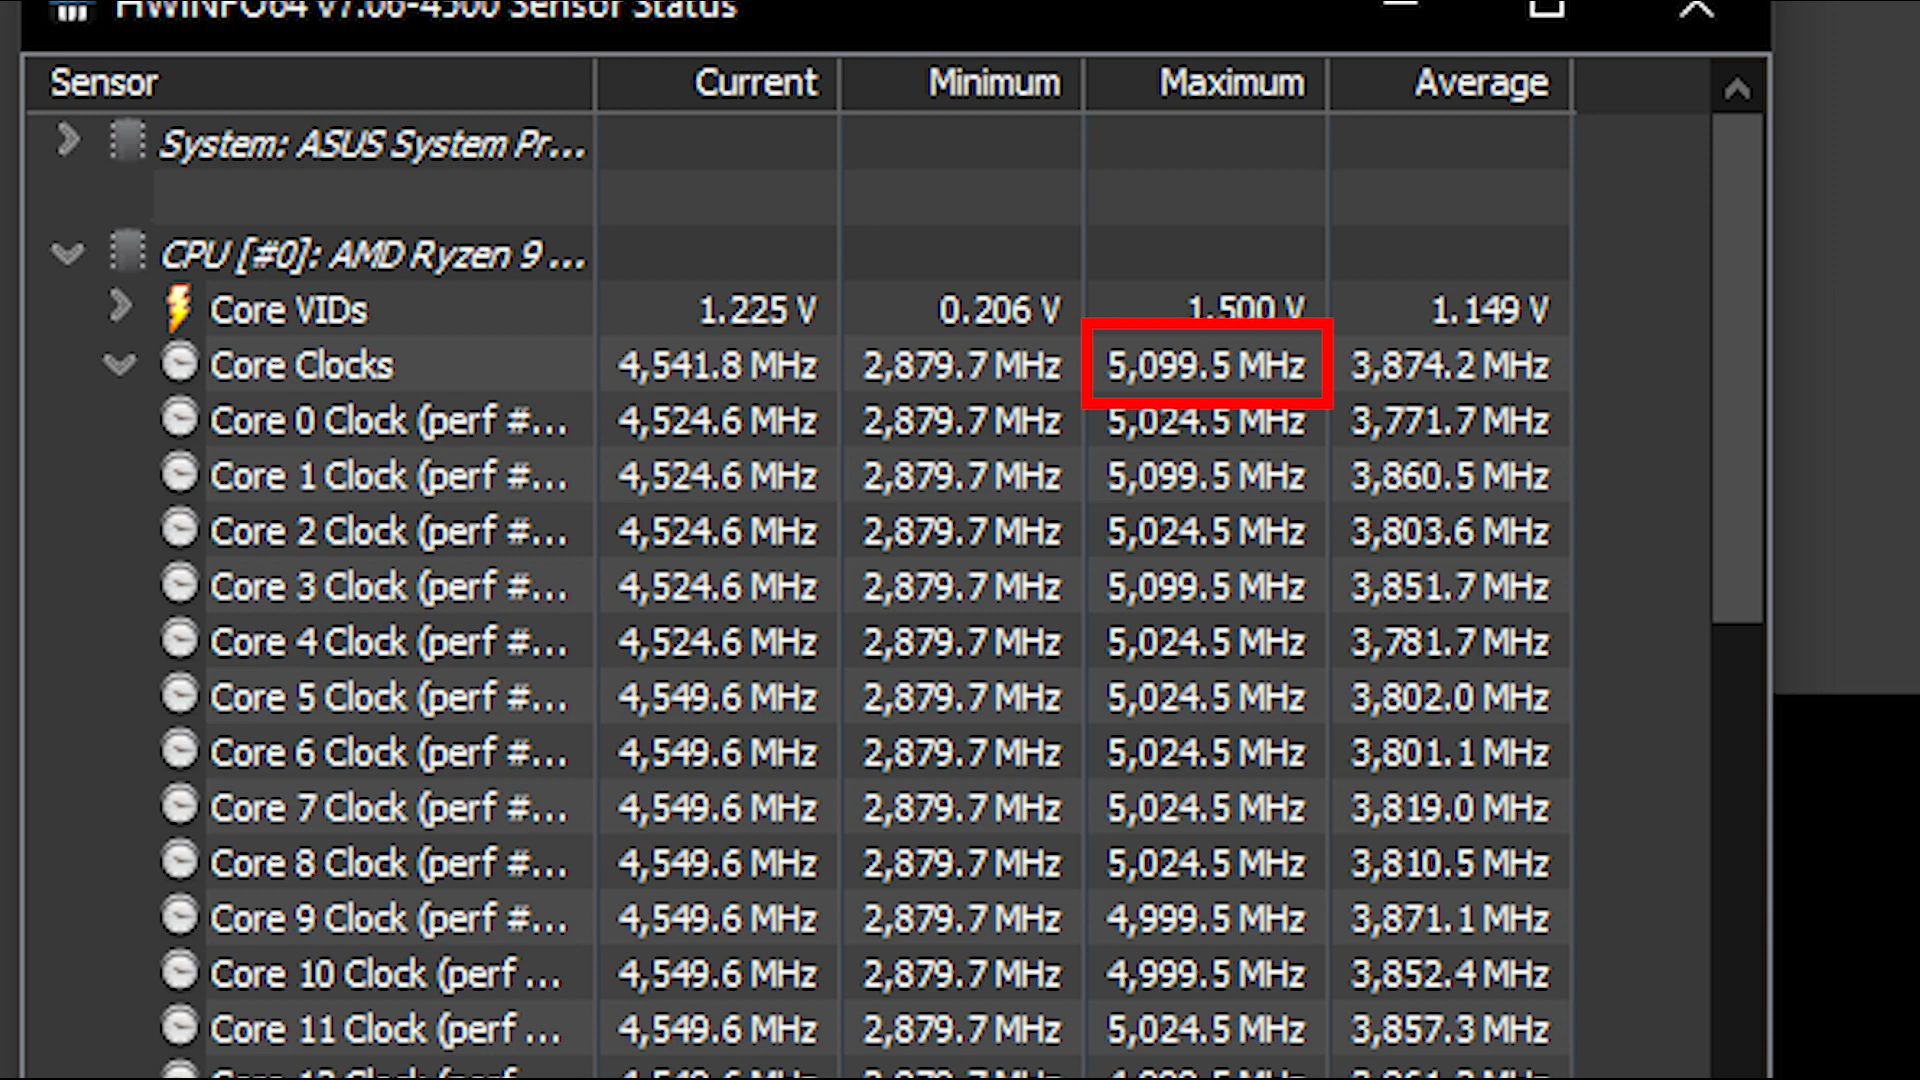 HWiNFO64 v7.06-4500 Sensor Status
Sensor Current Minimum Maximum Average
System: ASUS System Pr...
CPU [#0]: AMD Ryzen 9 ...
Core VIDs 1.225 V 0.206 V 1.500 V 1.149 V
Core Clocks 4,541.8 MHz 2,879.7 MHz 5,099.5 MHz 3,874.2 MHz
Core 0 Clock (perf #... 4,524.6 MHz 2,879.7 MHz 5,024.5 MHz 3,771.7 MHz
Core 1 Clock (perf #... 4,524.6 MHz 2,879.7 MHz 5,099.5 MHz 3,860.5 MHz
Core 2 Clock (perf #... 4,524.6 MHz 2,879.7 MHz 5,024.5 MHz 3,803.6 MHz
Core 3 Clock (perf #... 4,524.6 MHz 2,879.7 MHz 5,099.5 MHz 3,851.7 MHz
Core 4 Clock (perf #... 4,524.6 MHz 2,879.7 MHz 5,024.5 MHz 3,781.7 MHz
Core 5 Clock (perf #... 4,549.6 MHz 2,879.7 MHz 5,024.5 MHz 3,802.0 MHz
Core 6 Clock (perf #... 4,549.6 MHz 2,879.7 MHz 5,024.5 MHz 3,801.1 MHz
Core 7 Clock (perf #... 4,549.6 MHz 2,879.7 MHz 5,024.5 MHz 3,819.0 MHz
Core 8 Clock (perf #... 4,549.6 MHz 2,879.7 MHz 5,024.5 MHz 3,810.5 MHz
Core 9 Clock (perf #... 4,549.6 MHz 2,879.7 MHz 4,999.5 MHz 3,871.1 MHz
Core 10 Clock (perf ... 4,549.6 MHz 2,879.7 MHz 4,999.5 MHz 3,852.4 MHz
Core 11 Clock (perf ... 4,549.6 MHz 2,879.7 MHz 5,024.5 MHz 3,857.3 MHz